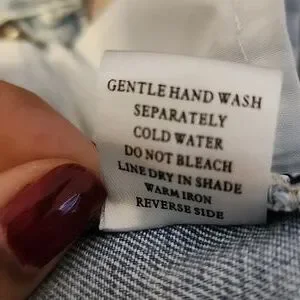 GENTLE HAND WASH
SEPARATELY
COLD WATER
DO NOT BLEACH
LINE DRY IN SHADE
WARM IRON
REVERSE SIDE